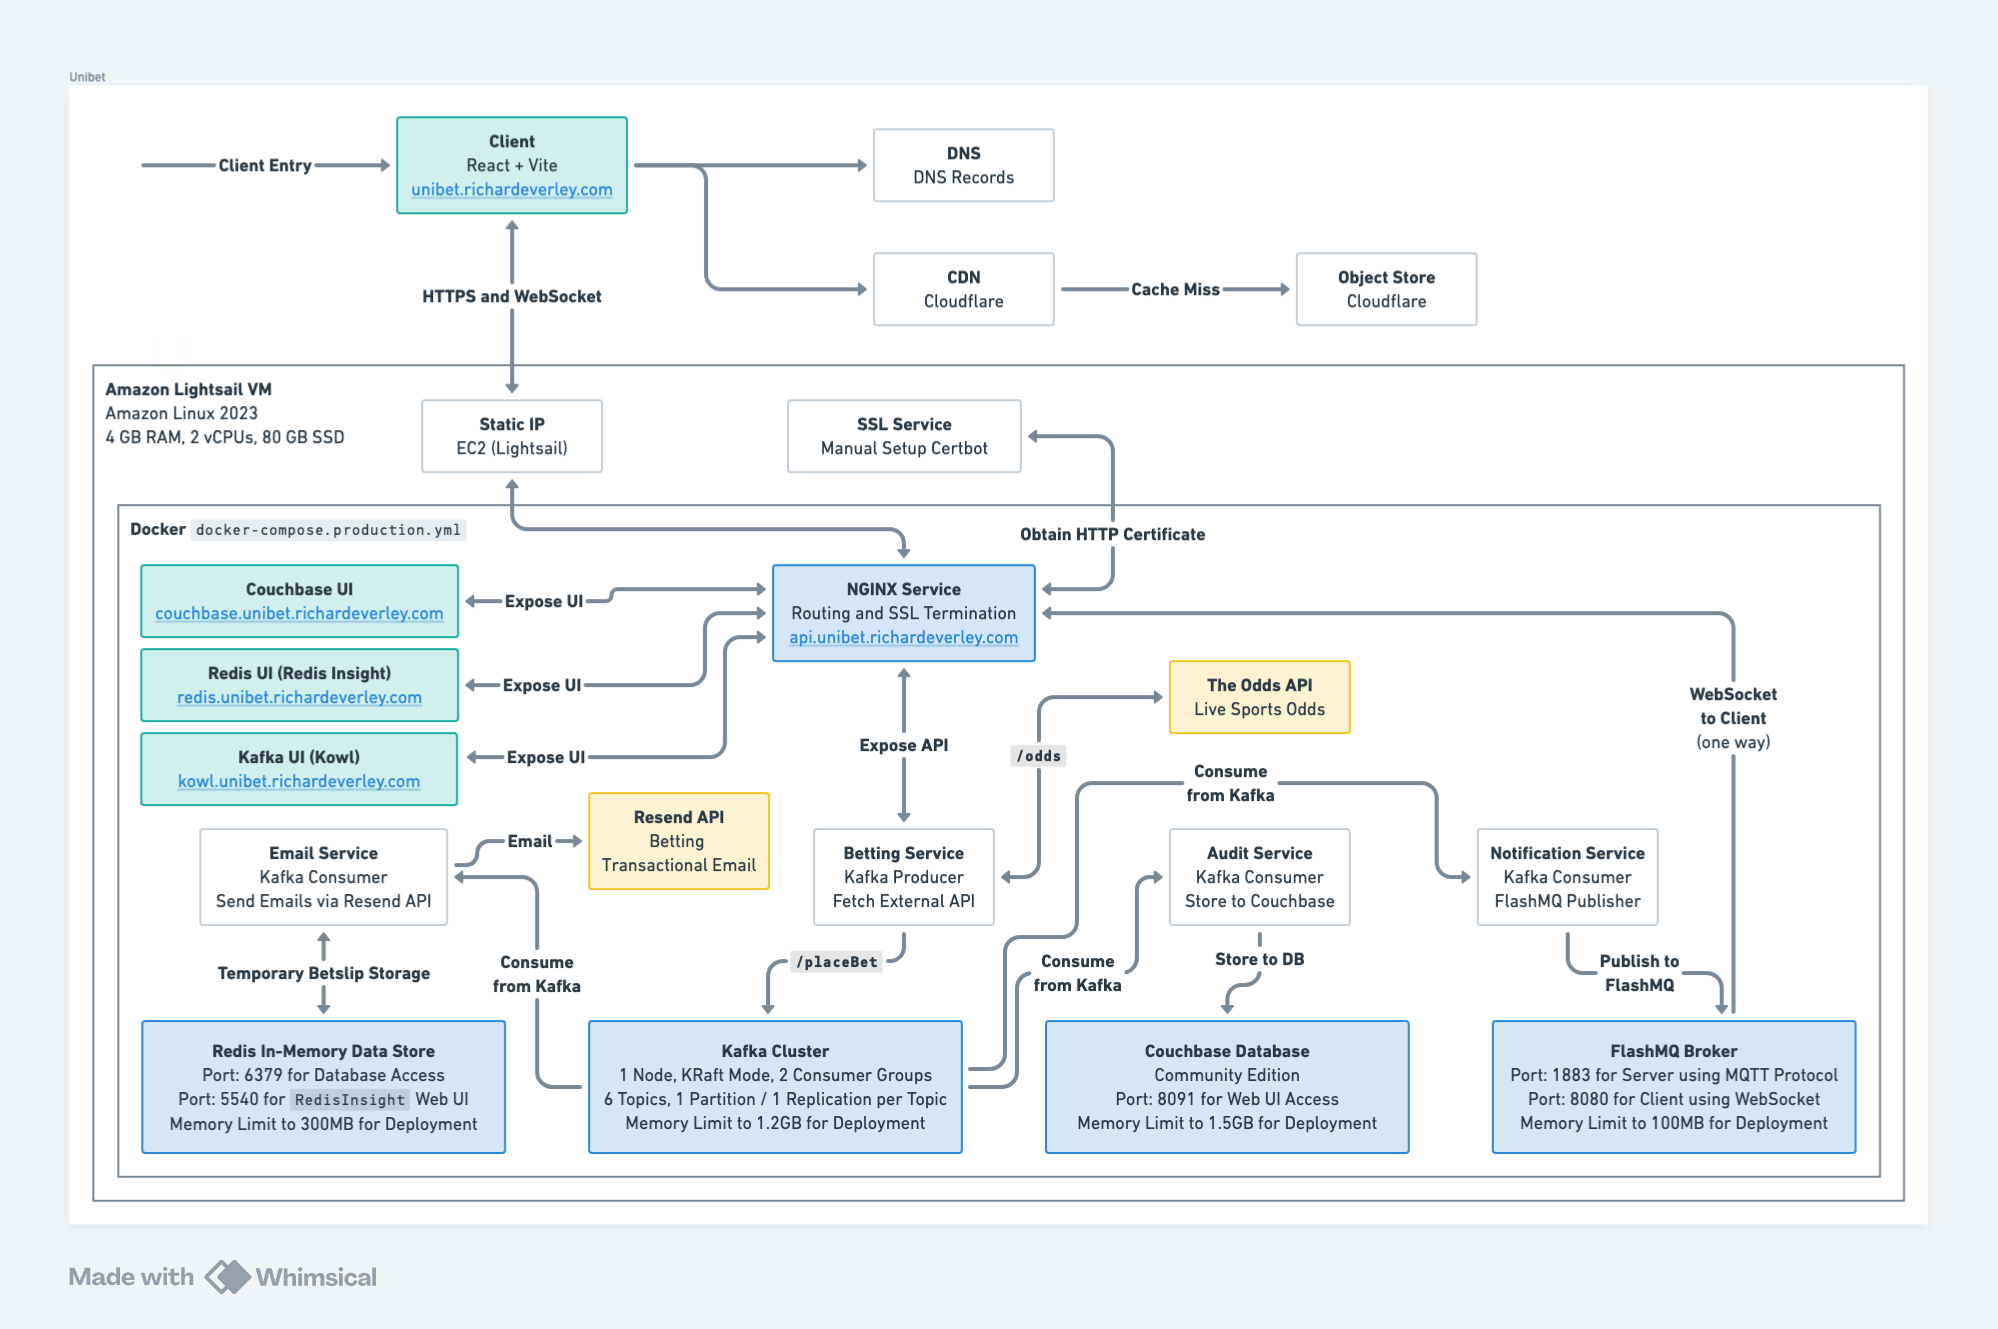 Unibet
Client Entry
Client
React + Vite
unibet.richardeverley.com
DNS
DNS Records
CDN
Cloudflare
Cache Miss
Object Store
Cloudflare
HTTPS and WebSocket
Amazon Lightsail VM
Amazon Linux 2023
4 GB RAM, 2 vCPUs, 80 GB SSD
Static IP
EC2 (Lightsail)
SSL Service
Manual Setup Certbot
Docker docker-compose.production.yml
Obtain HTTP Certificate
Couchbase UI
couchbase.unibet.richardeverley.com
Expose UI
NGINX Service
Routing and SSL Termination
api.unibet.richardeverley.com
Redis UI (Redis Insight)
redis.unibet.richardeverley.com
Expose UI
Kafka UI (Kowl)
kowl.unibet.richardeverley.com
Expose UI
Expose API
The Odds API
Live Sports Odds
/odds
WebSocket
to Client
(one way)
Consume
from Kafka
Email Service
Kafka Consumer
Send Emails via Resend API
Email
Resend API
Betting
Transactional Email
Betting Service
Kafka Producer
Fetch External API
Audit Service
Kafka Consumer
Store to Couchbase
Notification Service
Kafka Consumer
FlashMQ Publisher
Temporary Betslip Storage
Consume
from Kafka
/placeBet
Consume
from Kafka
Store to DB
Publish to
FlashMQ
Redis In-Memory Data Store
Port: 6379 for Database Access
Port: 5540 for RedisInsight Web UI
Memory Limit to 300MB for Deployment
Kafka Cluster
1 Node, KRaft Mode, 2 Consumer Groups
6 Topics, 1 Partition / 1 Replication per Topic
Memory Limit to 1.2GB for Deployment
Couchbase Database
Community Edition
Port: 8091 for Web UI Access
Memory Limit to 1.5GB for Deployment
FlashMQ Broker
Port: 1883 for Server using MQTT Protocol
Port: 8080 for Client using WebSocket
Memory Limit to 100MB for Deployment
Made with Whimsical